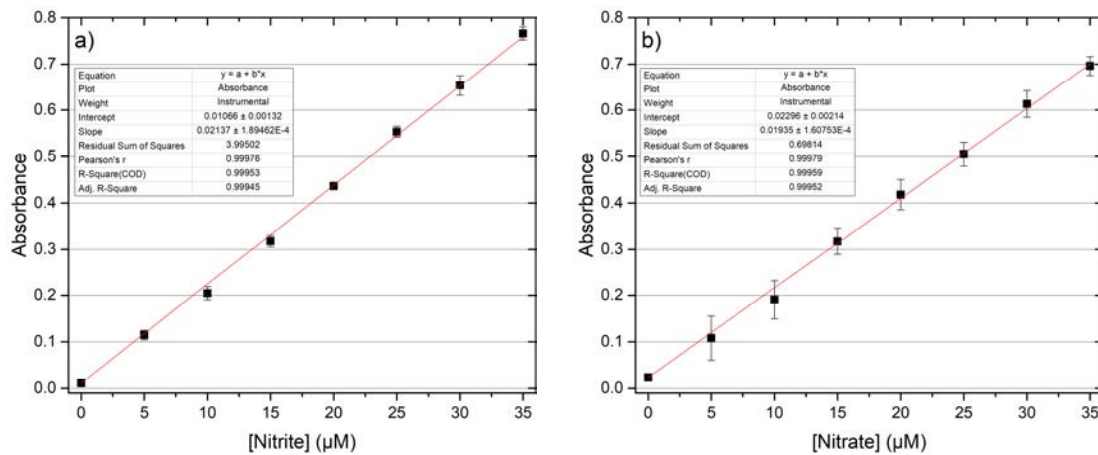 a)
Equation y = a + b*x
Plot Absorbance
Weight Instrumental
Intercept 0.01066 ± 0.00132
Slope 0.02137 ± 1.89462E-4
Residual Sum of Squares 3.99502
Pearson's r 0.99976
R-Square(COD) 0.99953
Adj. R-Square 0.99945
Absorbance
0.8
0.7
0.6
0.5
0.4
0.3
0.2
0.1
0.0
0 5 10 15 20 25 30 35
[Nitrite] (µM)
b)
Equation y = a + b*x
Plot Absorbance
Weight Instrumental
Intercept 0.02296 ± 0.00214
Slope 0.01935 ± 1.60753E-4
Residual Sum of Squares 0.69814
Pearson's r 0.99979
R-Square(COD) 0.99959
Adj. R-Square 0.99952
Absorbance
0.8
0.7
0.6
0.5
0.4
0.3
0.2
0.1
0.0
0 5 10 15 20 25 30 35
[Nitrate] (µM)